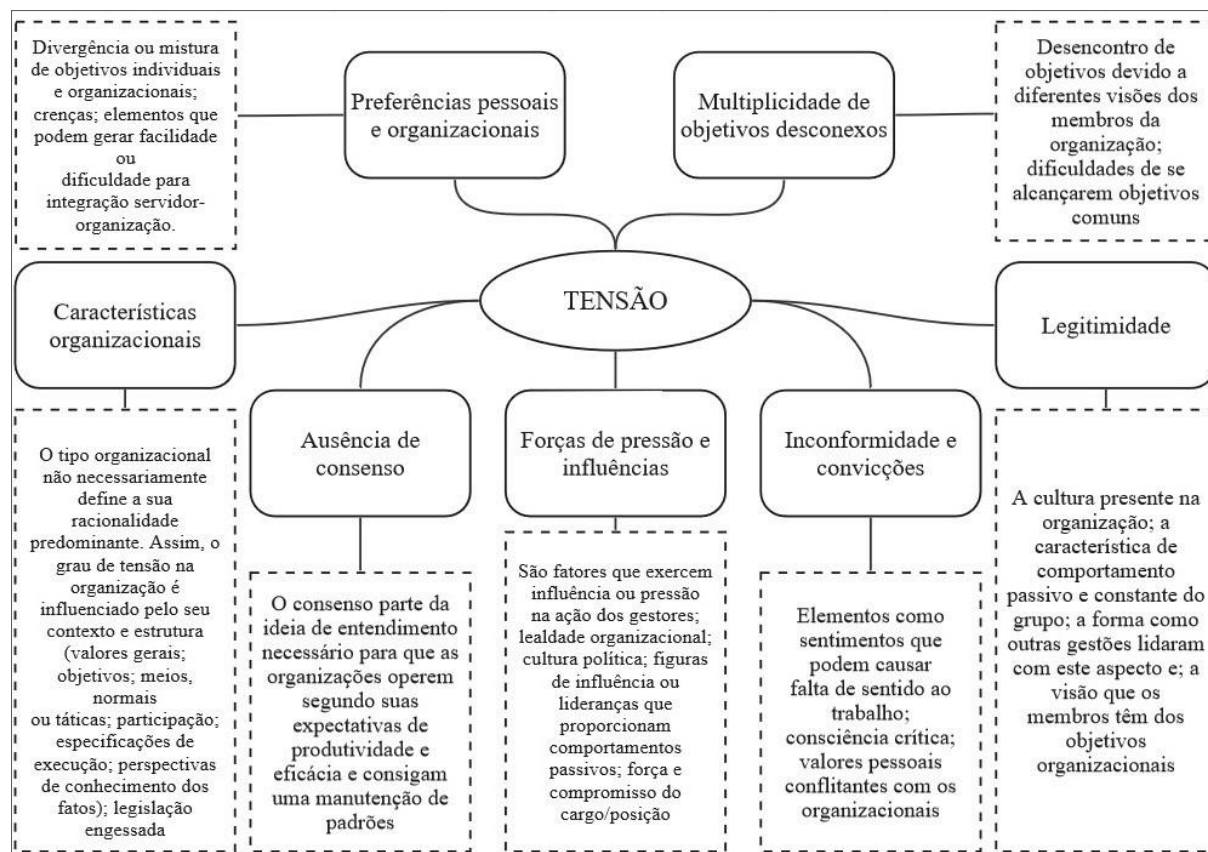 Divergência ou mistura
de objetivos individuais
e organizacionais;
crenças; elementos que
podem gerar facilidade
ou
dificuldade para
integração servidor-
organização.
Preferências pessoais
e organizacionais
Multiplicidade de
objetivos desconexos
Desencontro de
objetivos devido a
diferentes visões dos
membros da
organização;
dificuldades de se
alcançarem objetivos
comuns
Características
organizacionais
TENSÃO
Legitimidade
Ausência de
consenso
Forças de pressão e
influências
Inconformidade e
convicções
O tipo organizacional
não necessariamente
define a sua
racionalidade
predominante. Assim, o
grau de tensão na
organização é
influenciado pelo seu
contexto e estrutura
(valores gerais;
objetivos; meios, normais
ou táticas; participação;
especificações de
execução; perspectivas
de conhecimento dos
fatos); legislação
engessada
O consenso parte da
ideia de entendimento
necessário para que as
organizações operem
segundo suas
expectativas de
produtividade e
eficácia e consigam
uma manutenção de
padrões
São fatores que exercem
influência ou pressão
na ação dos gestores;
lealdade organizacional;
cultura política; figuras
de influência ou
lideranças que
proporcionam
comportamentos
passivos; força e
compromisso do
cargo/posição
Elementos como
sentimentos que
podem causar
falta de sentido ao
trabalho;
consciência crítica;
valores pessoais
conflitantes com os
organizacionais
A cultura presente na
organização; a
característica de
comportamento
passivo e constante do
grupo; a forma como
outras gestões lidaram
com este aspecto e; a
visão que os
membros têm dos
objetivos
organizacionais